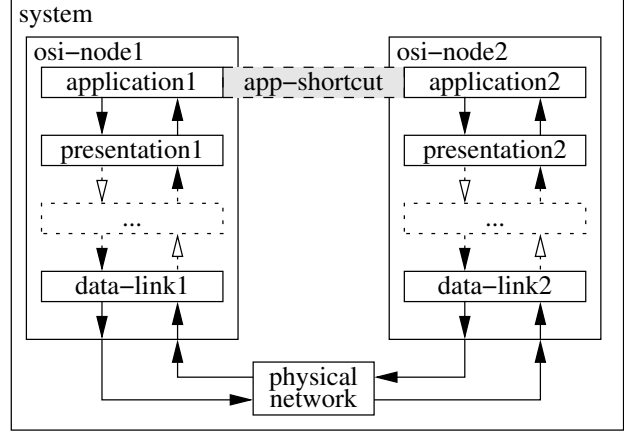 system
osi−node1
osi−node2
application1
app−shortcut
application2
presentation1
presentation2
...
...
data−link1
data−link2
physical
network